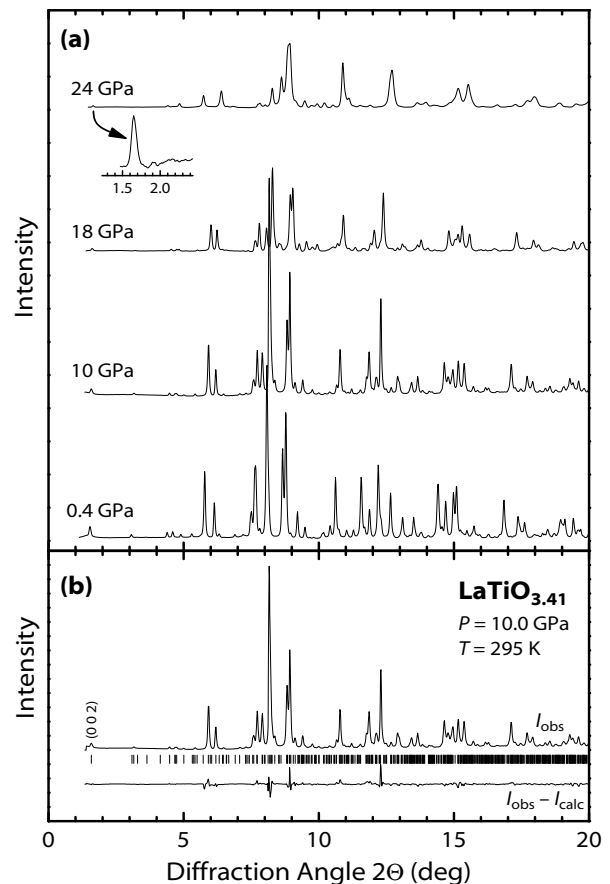 (a)
24 GPa
1.5 2.0
18 GPa
10 GPa
0.4 GPa
Intensity
(b)
LaTiO3.41
P = 10.0 GPa
T = 295 K
(0 0 2)
Iobs
Iobs – Icalc
Intensity
0 5 10 15 20
Diffraction Angle 2Θ (deg)